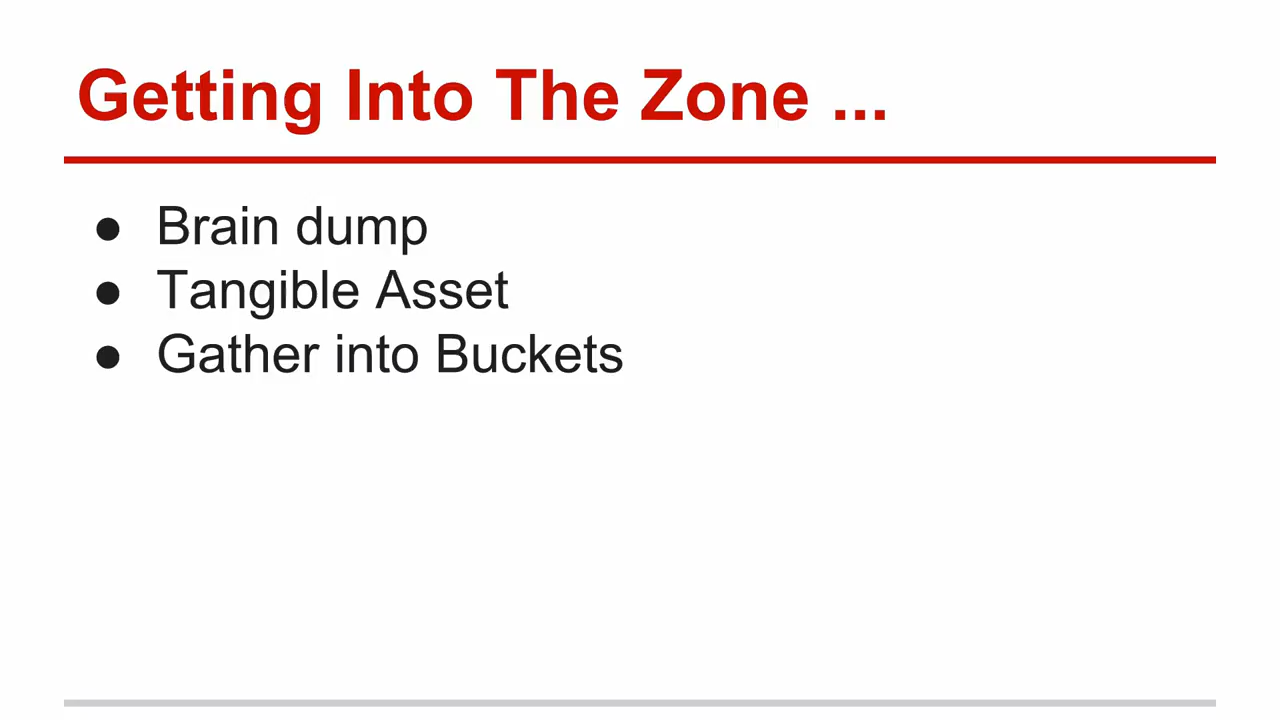 Getting Into The Zone ...
● Brain dump
● Tangible Asset
● Gather into Buckets